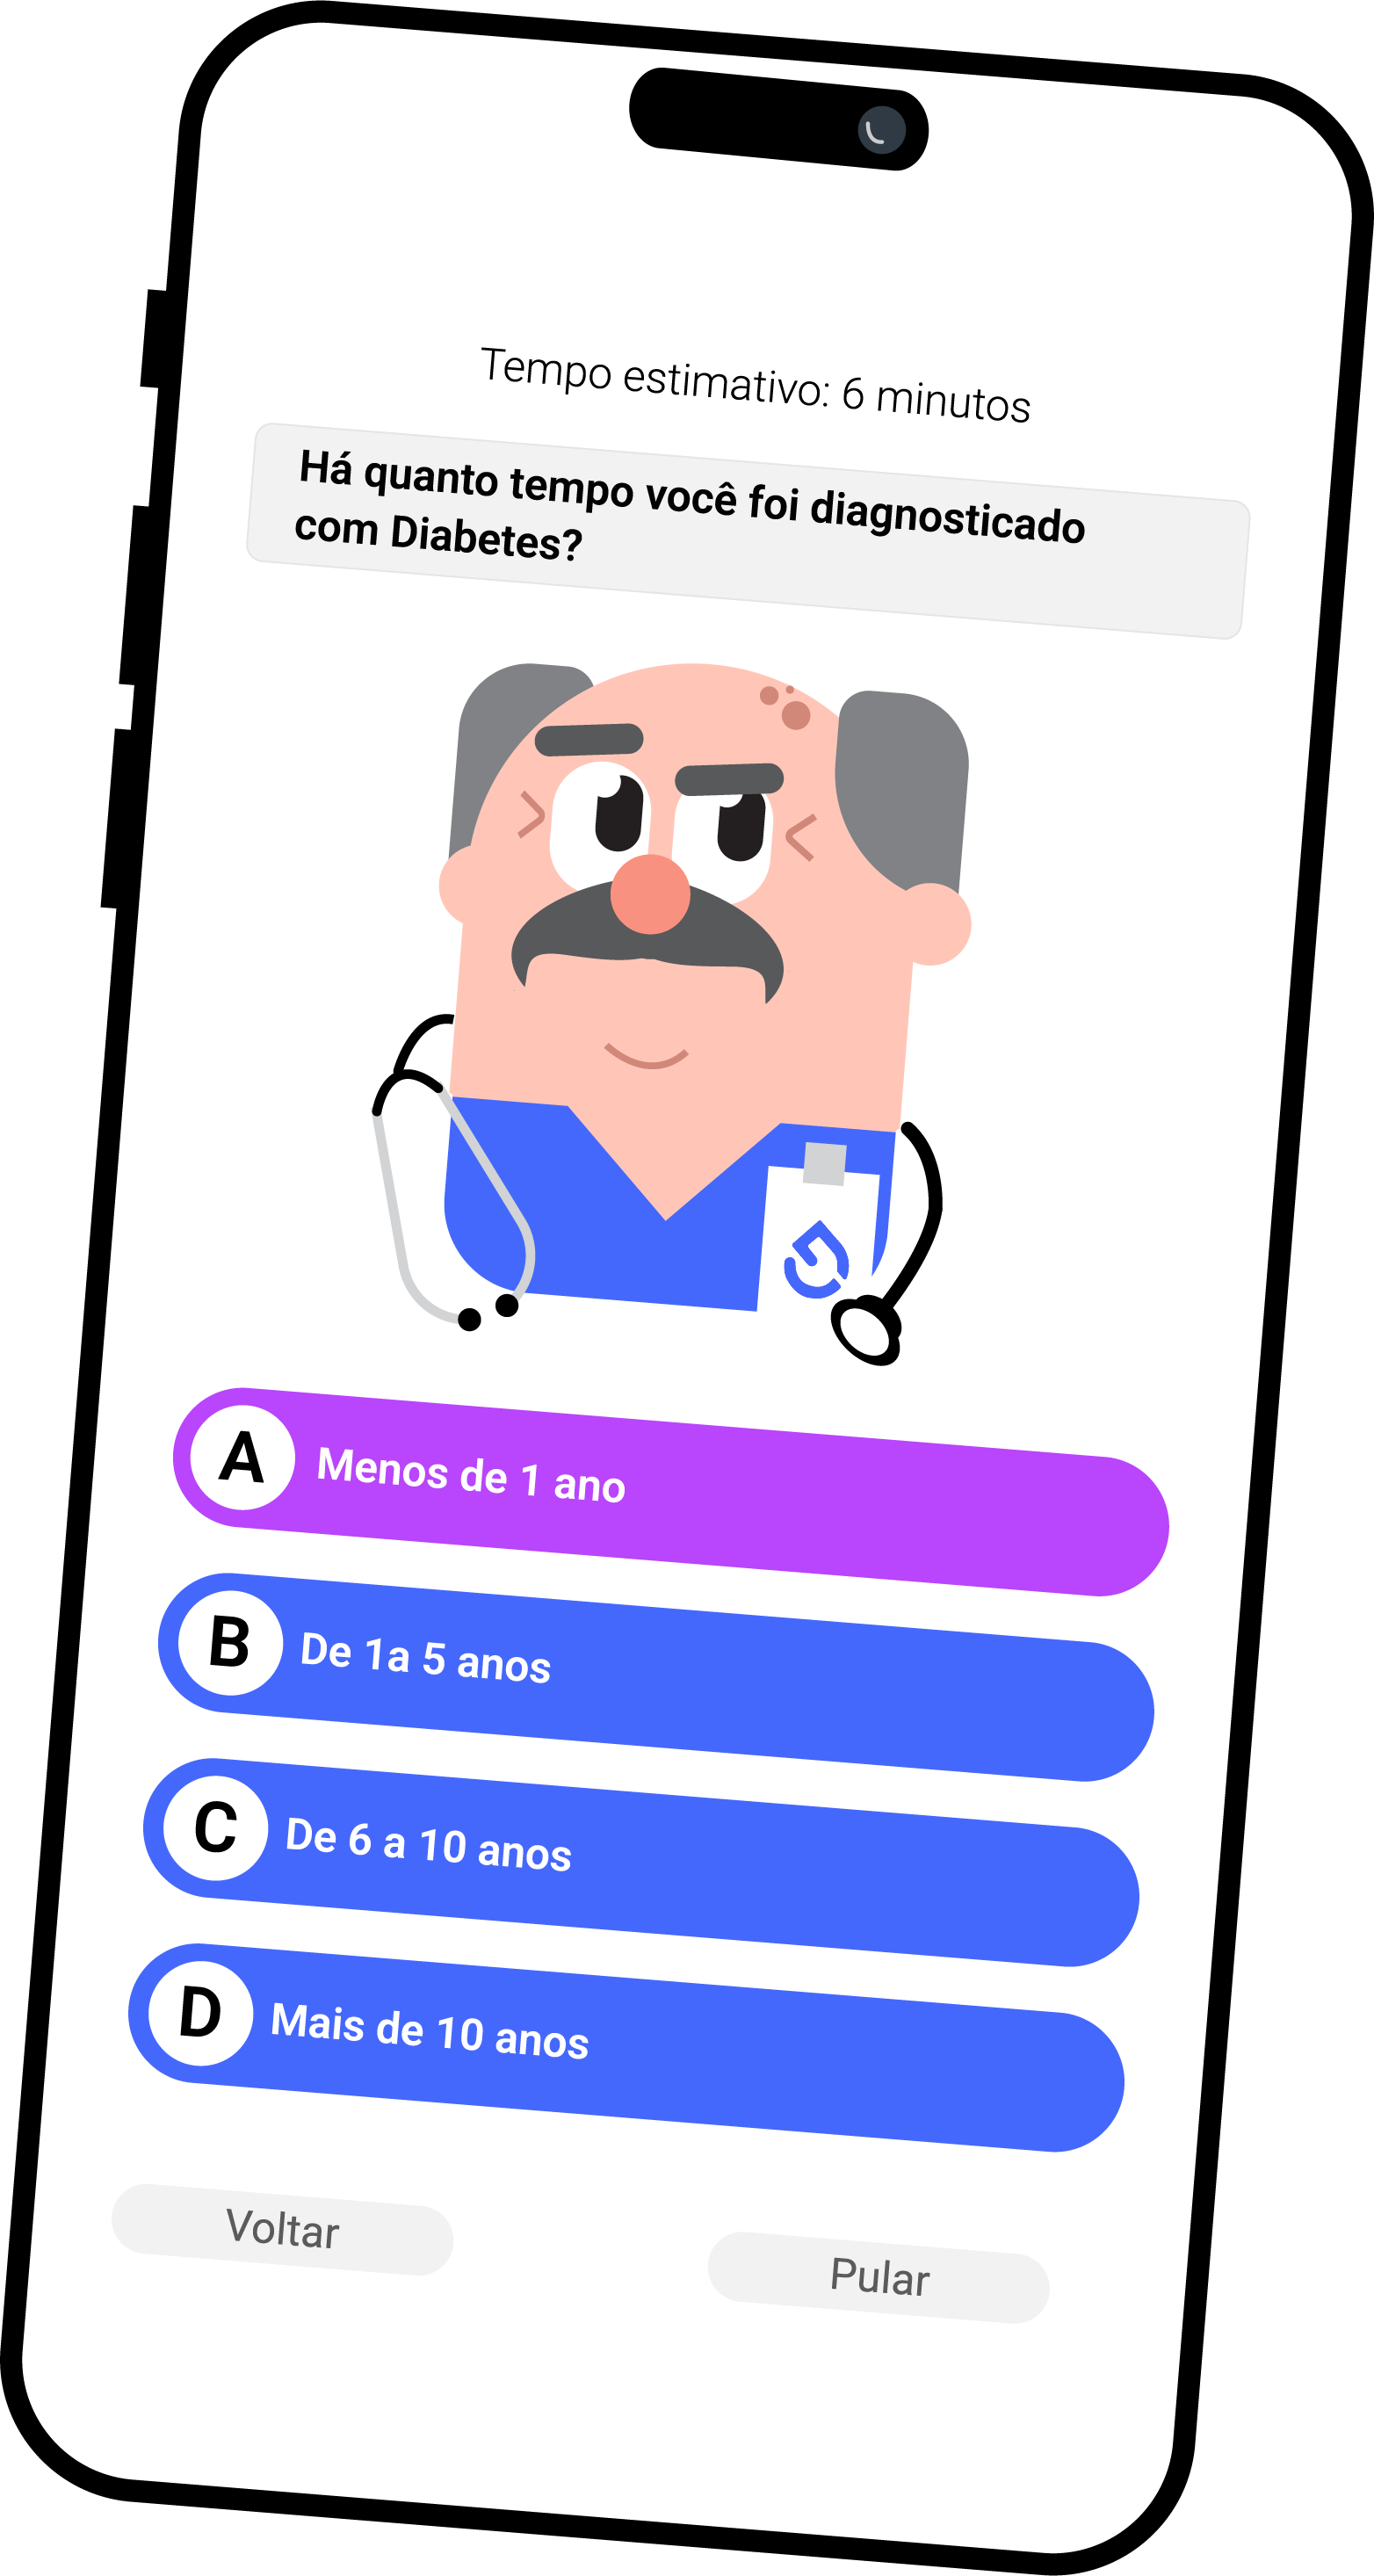 Tempo estimativo: 6 minutos
Há quanto tempo você foi diagnosticado
com Diabetes?
A Menos de 1 ano
B De 1a 5 anos
C De 6 a 10 anos
D Mais de 10 anos
Voltar
Pular